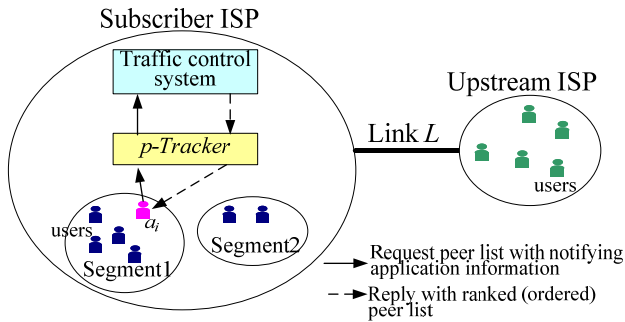 Subscriber ISP
Traffic control
system
Upstream ISP
p-Tracker
Link L
users
a_i
users
Segment1
Segment2
Request peer list with notifying
application information
Reply with ranked (ordered)
peer list